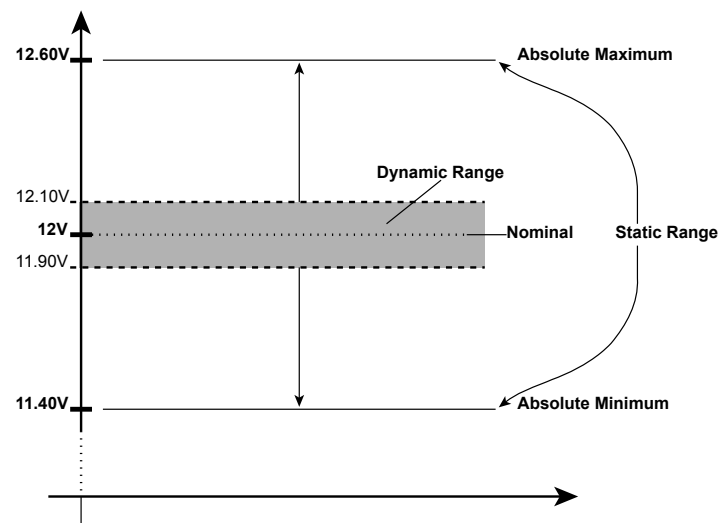 12.60V
Absolute Maximum
Dynamic Range
12.10V
12V
Nominal
Static Range
11.90V
11.40V
Absolute Minimum